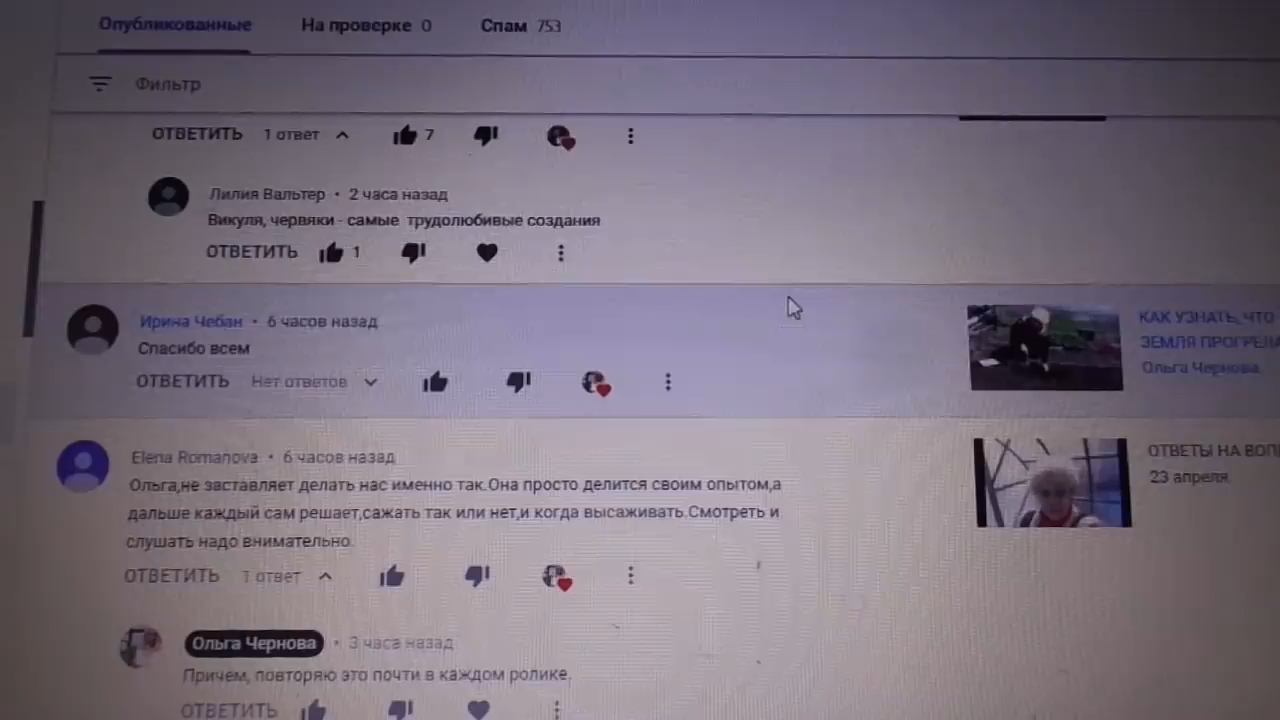 Опубликованные На проверке 0 Спам 753
Фильтр
ОТВЕТИТЬ 1 ответ 7
Лилия Вальтер • 2 часа назад
Викуля, червяки - самые трудолюбивые создания
ОТВЕТИТЬ 1
Ирина Чебан • 6 часов назад
Спасибо всем
ОТВЕТИТЬ Нет ответов
КАК УЗНАТЬ, ЧТО
ЗЕМЛЯ ПРОГРЕЛА
Ольга Чернова
Elena Romanova • 6 часов назад
Ольга,не заставляет делать нас именно так.Она просто делится своим опытом,а
дальше каждый сам решает,сажать так или нет,и когда высаживать.Смотреть и
слушать надо внимательно.
ОТВЕТИТЬ 1 ответ
ОТВЕТЫ НА ВОП
23 апреля
Ольга Чернова • 3 часа назад
Причем, повторяю это почти в каждом ролике.
ОТВЕТИТЬ